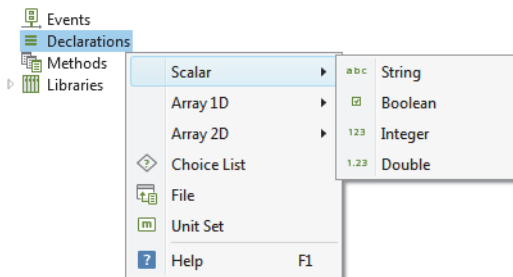 Events
Declarations
Methods
Libraries
Scalar
Array 1D
Array 2D
Choice List
File
m Unit Set
? Help F1
abc String
Boolean
123 Integer
1.23 Double